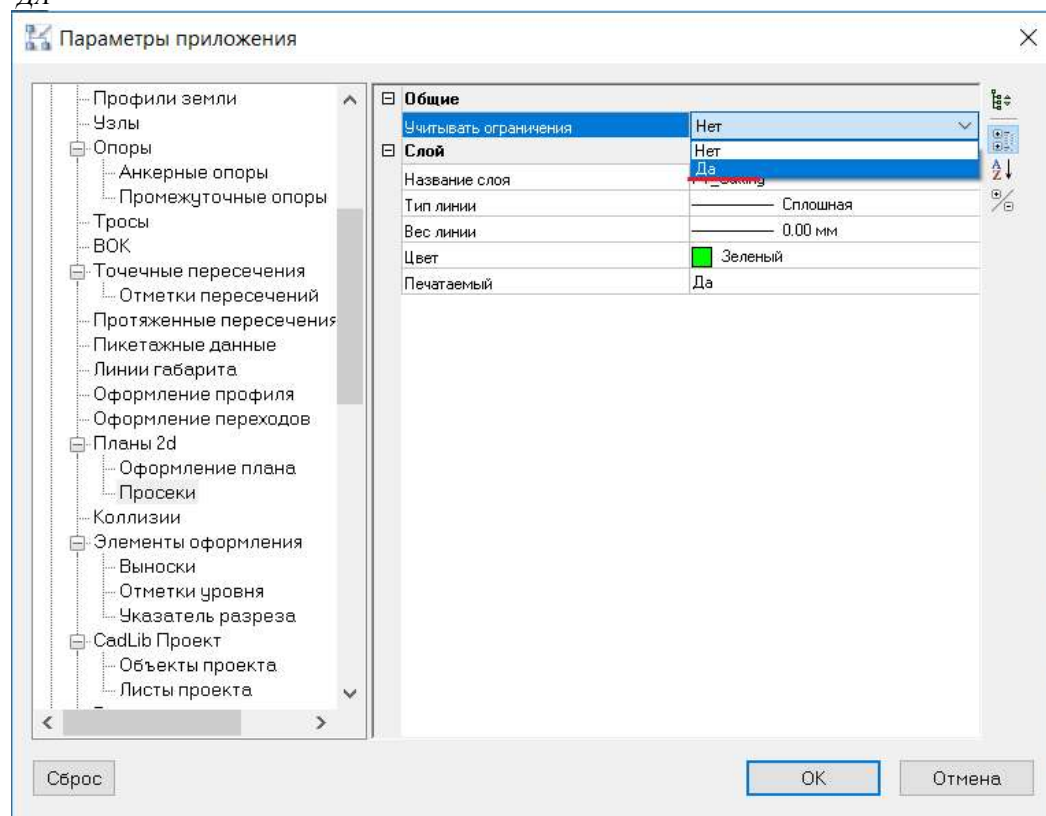 ДА
Параметры приложения
Профили земли
Узлы
Опоры
Анкерные опоры
Промежуточные опоры
Тросы
ВОК
Точечные пересечения
Отметки пересечений
Протяженные пересечения
Пикетажные данные
Линии габарита
Оформление профиля
Оформление переходов
Планы 2d
Оформление плана
Просеки
Коллизии
Элементы оформления
Выноски
Отметки уровня
Указатель разреза
CadLib Проект
Объекты проекта
Листы проекта
Общие
Учитывать ограничения Нет
Нет
Да
Слой
Название слоя
Тип линии Сплошная
Вес линии 0.00 мм
Цвет Зеленый
Печатаемый Да
Сброс
OK
Отмена